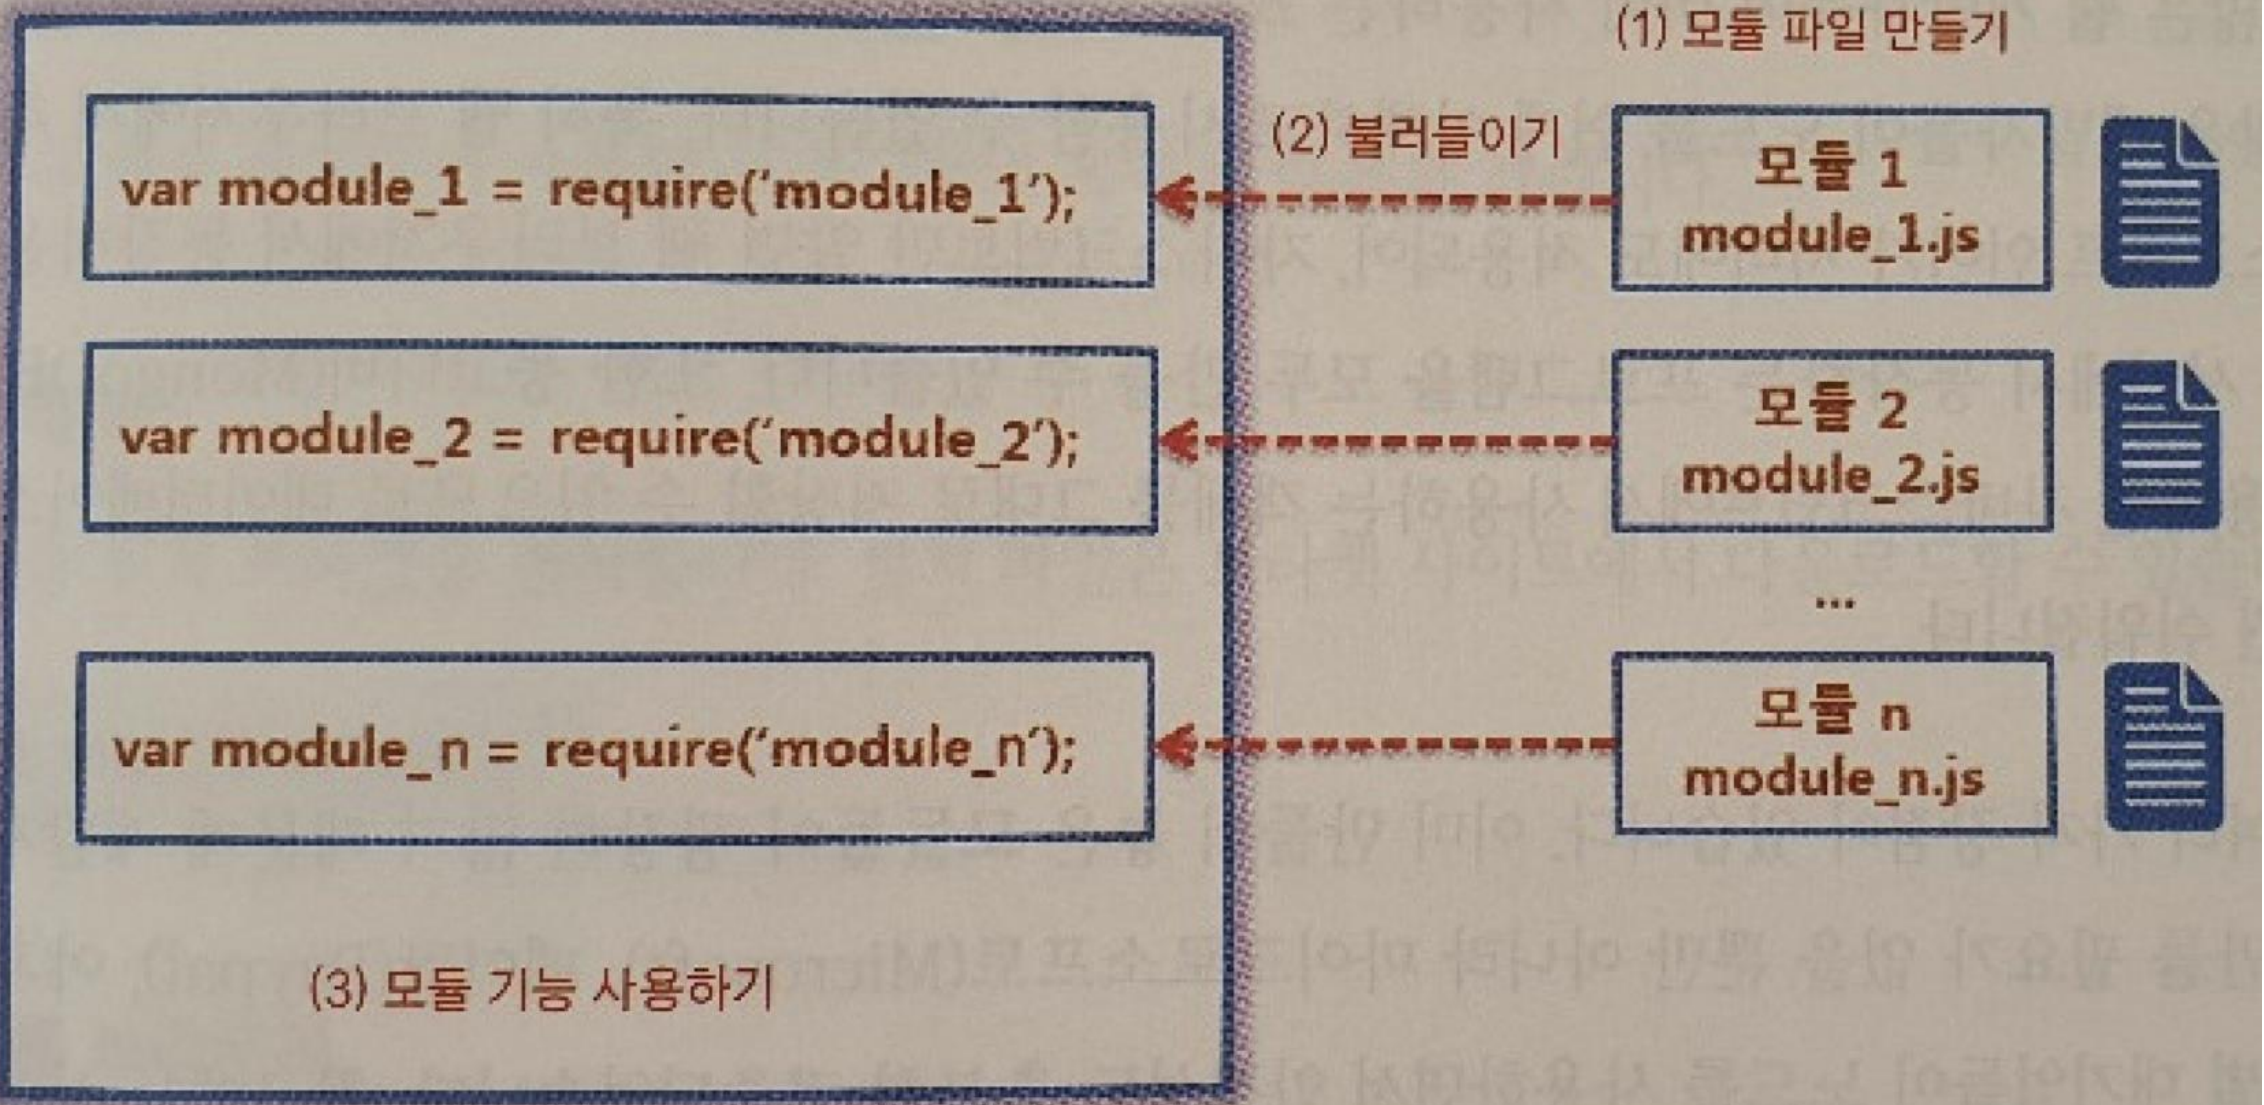 (1) 모듈 파일 만들기
(2) 불러들이기
var module_1 = require('module_1');
모듈 1
module_1.js
var module_2 = require('module_2');
모듈 2
module_2.js
...
var module_n = require('module_n');
모듈 n
module_n.js
(3) 모듈 기능 사용하기